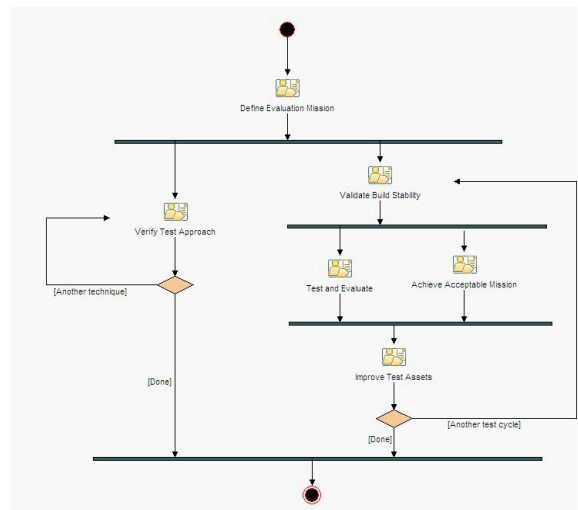 Define Evaluation Mission
Validate Build Stability
Verify Test Approach
Test and Evaluate
Achieve Acceptable Mission
[Another technique]
Improve Test Assets
[Done]
[Another test cycle]
[Done]